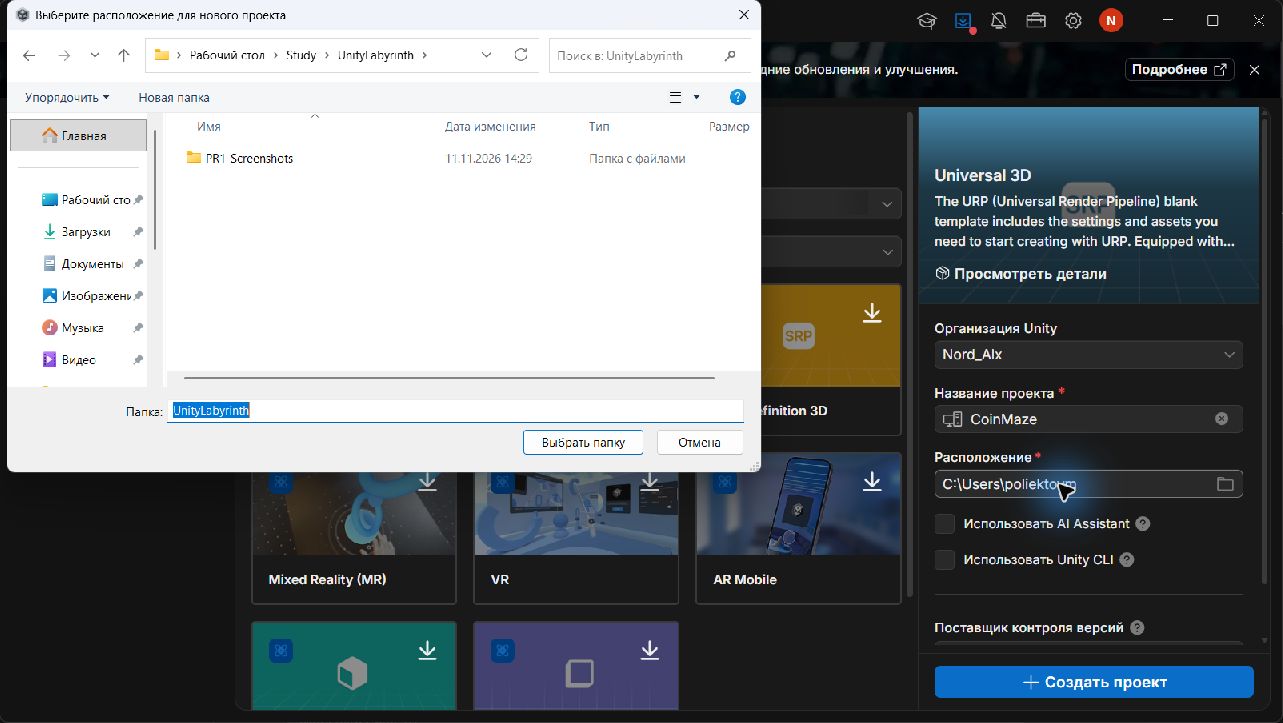 Выберите расположение для нового проекта
Рабочий стол > Study > UnityLabyrinth >
Поиск в: UnityLabyrinth
Упорядочить
Новая папка
Имя
Дата изменения
Тип
Размер
Главная
PR1 Screenshots
11.11.2026 14:29
Папка с файлами
Рабочий сто
Загрузки
Документы
Изображени
Музыка
Видео
Папка:
UnityLabyrinth
Выбрать папку
Отмена
N
дние обновления и улучшения.
Подробнее
SRP
efinition 3D
Mixed Reality (MR)
VR
AR Mobile
SRP
Universal 3D
The URP (Universal Render Pipeline) blank
template includes the settings and assets you
need to start creating with URP. Equipped with...
Просмотреть детали
Организация Unity
Nord_Alx
Название проекта *
CoinMaze
Расположение *
C:\Users\poliektovm
Использовать AI Assistant
Использовать Unity CLI
Поставщик контроля версий
+ Создать проект